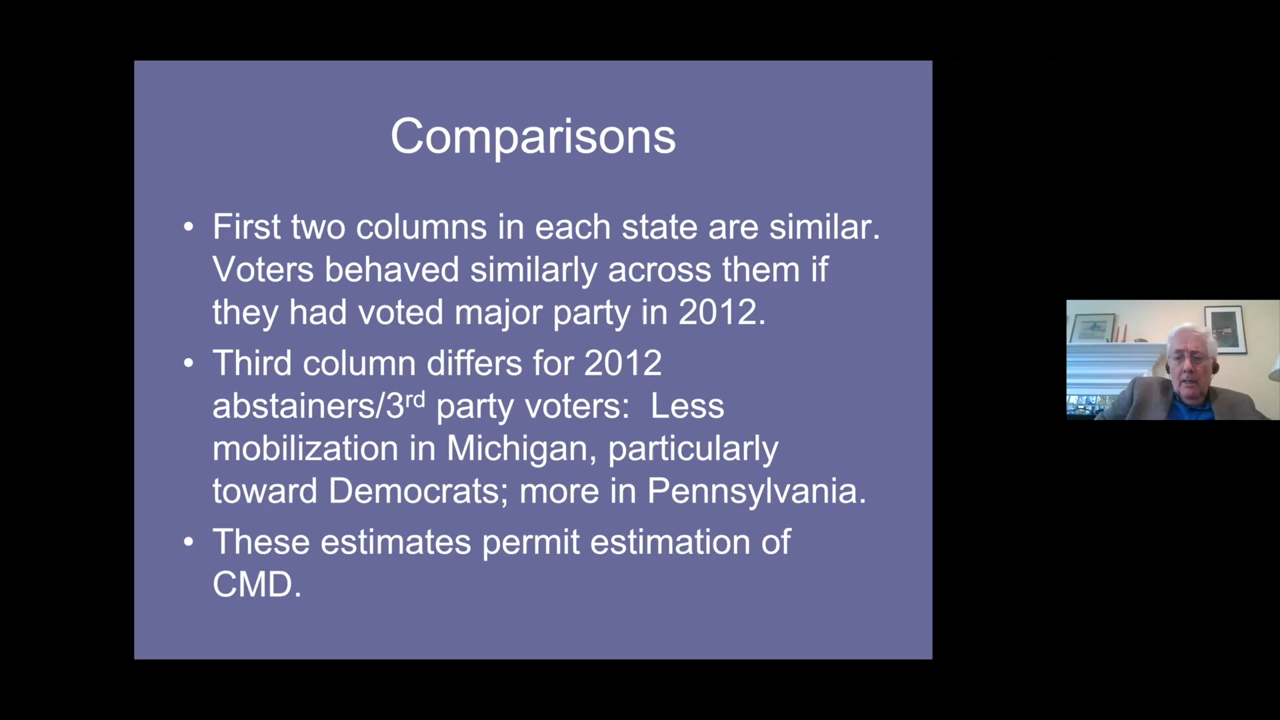 Comparisons
• First two columns in each state are similar.
Voters behaved similarly across them if
they had voted major party in 2012.
• Third column differs for 2012
abstainers/3rd party voters:  Less
mobilization in Michigan, particularly
toward Democrats; more in Pennsylvania.
• These estimates permit estimation of
CMD.